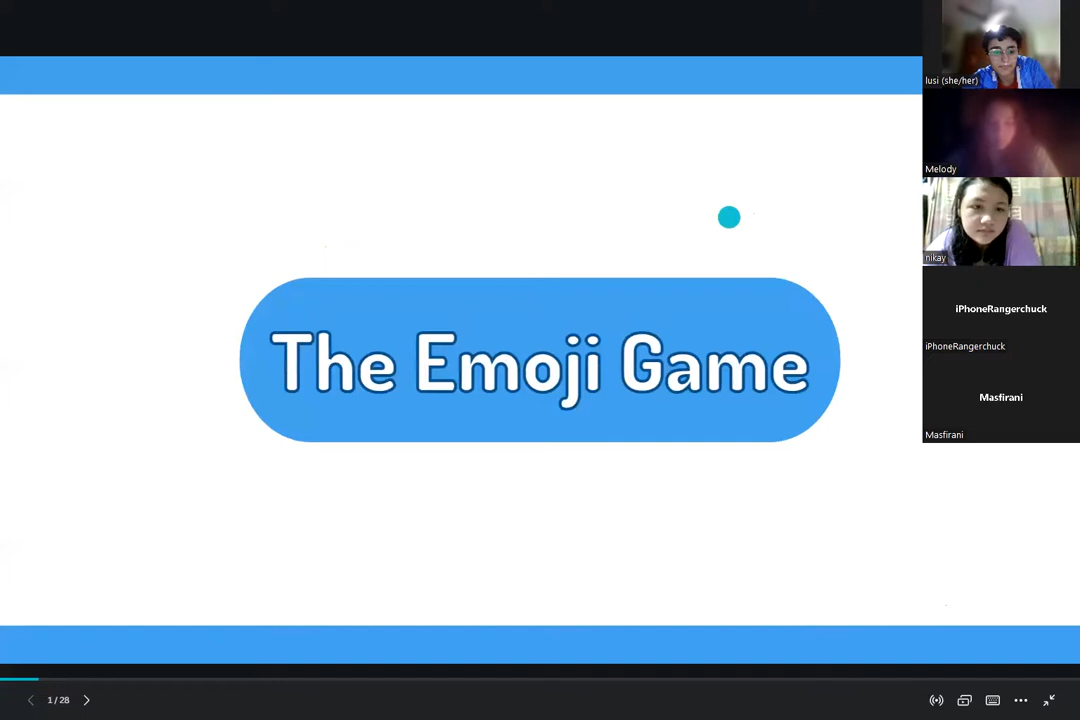 lusi (she/her)
Melody
nikay
iPhoneRangerchuck
iPhoneRangerchuck
Masfirani
Masfirani
The Emoji Game
1 / 28